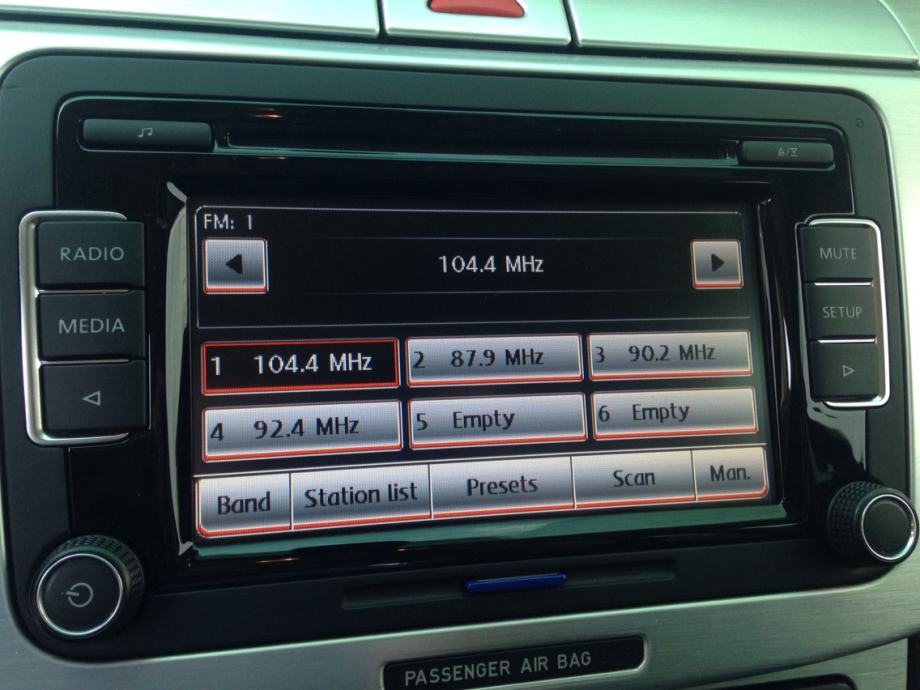 FM: 1
104.4 MHz
RADIO
MEDIA
MUTE
SETUP
1 104.4 MHz
2 87.9 MHz
3 90.2 MHz
4 92.4 MHz
5 Empty
6 Empty
Band
Station list
Presets
Scan
Man.
PASSENGER AIR BAG